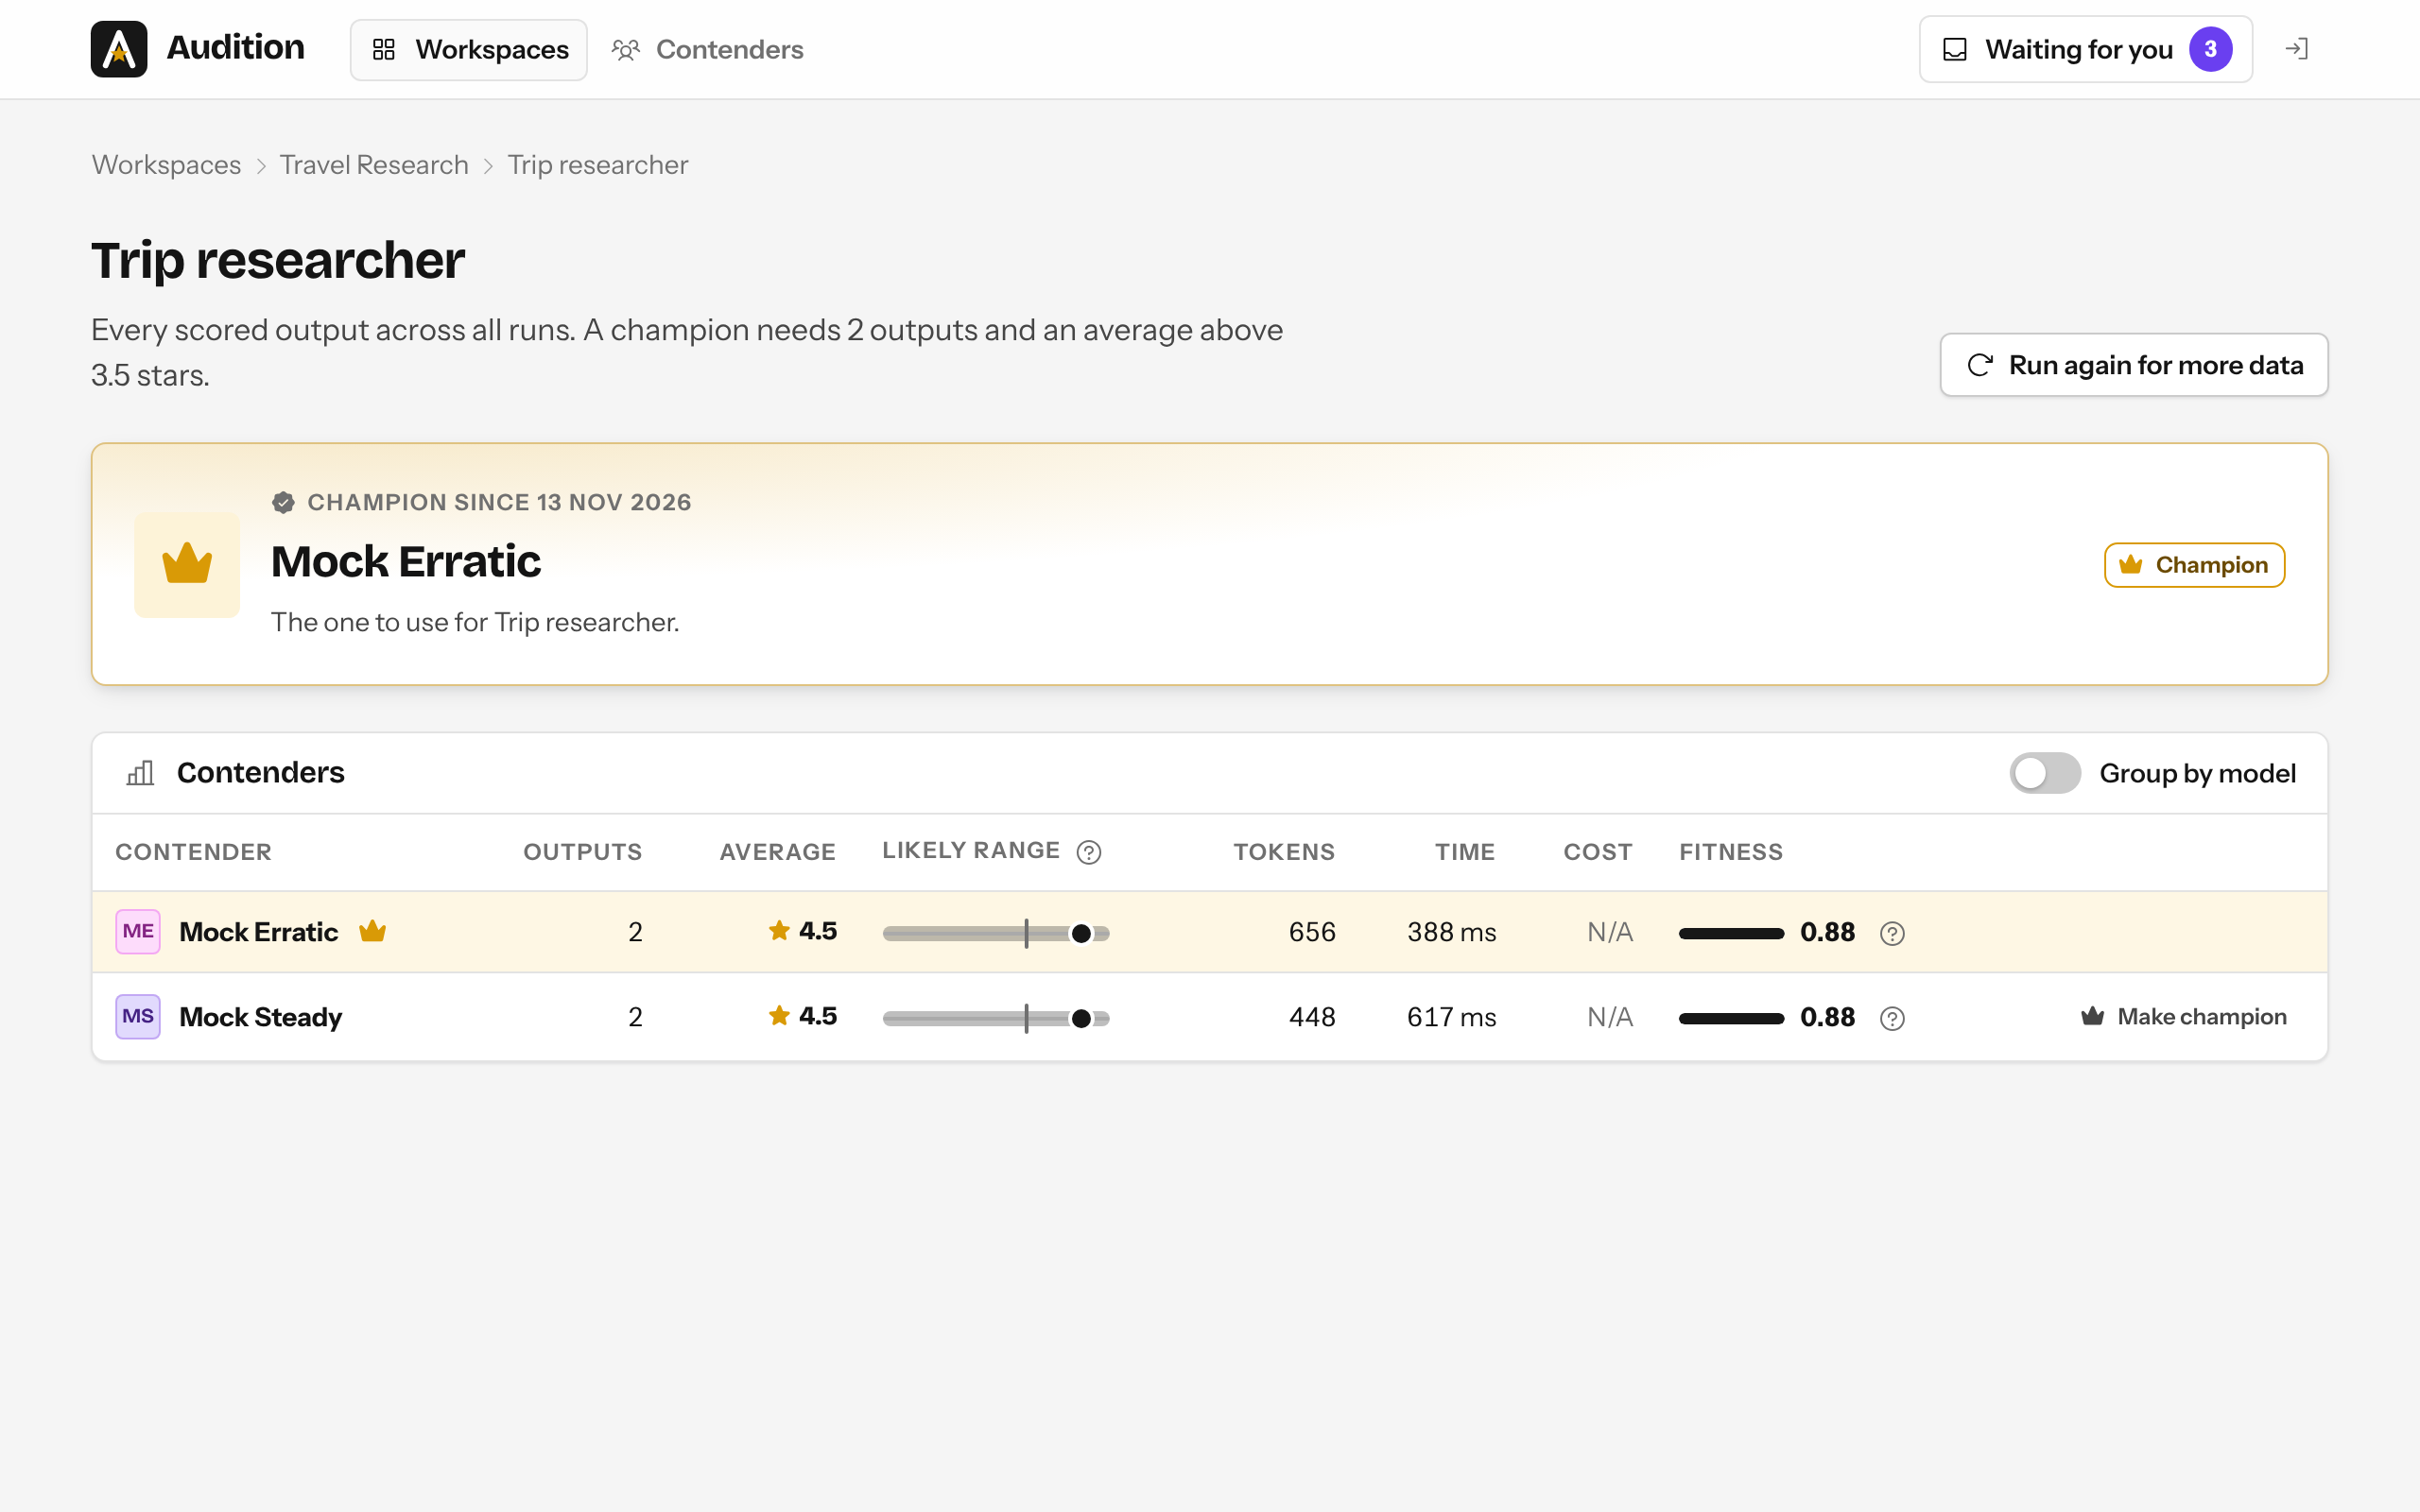 Audition
Workspaces
Contenders
Waiting for you 3
Workspaces > Travel Research > Trip researcher
Trip researcher
Every scored output across all runs. A champion needs 2 outputs and an average above
3.5 stars.
Run again for more data
CHAMPION SINCE 13 NOV 2026
Mock Erratic
The one to use for Trip researcher.
Champion
Contenders
Group by model
CONTENDER OUTPUTS AVERAGE LIKELY RANGE ? TOKENS TIME COST FITNESS
ME Mock Erratic 2 4.5 656 388 ms N/A 0.88 ?
MS Mock Steady 2 4.5 448 617 ms N/A 0.88 ? Make champion